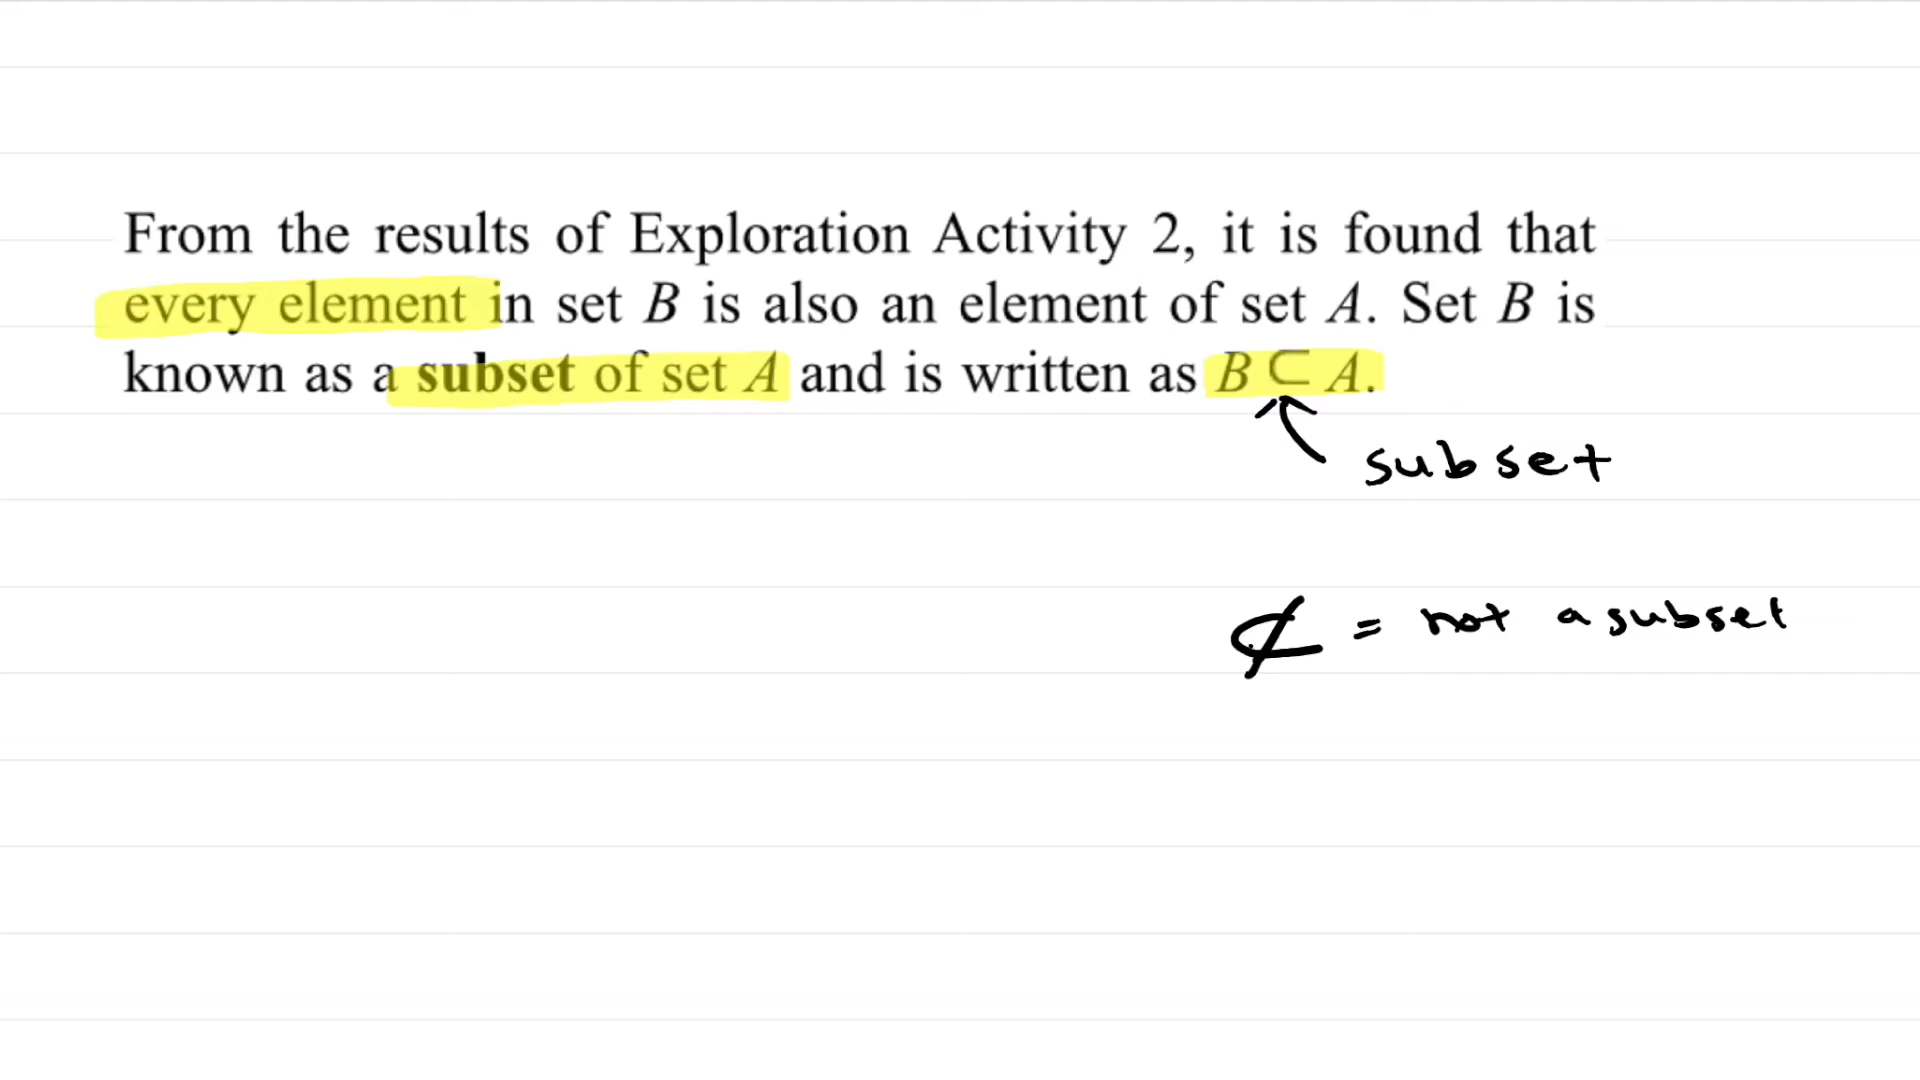 From the results of Exploration Activity 2, it is found that
every element in set B is also an element of set A. Set B is
known as a subset of set A and is written as B ⊂ A.
subset
⊄ = not a subset